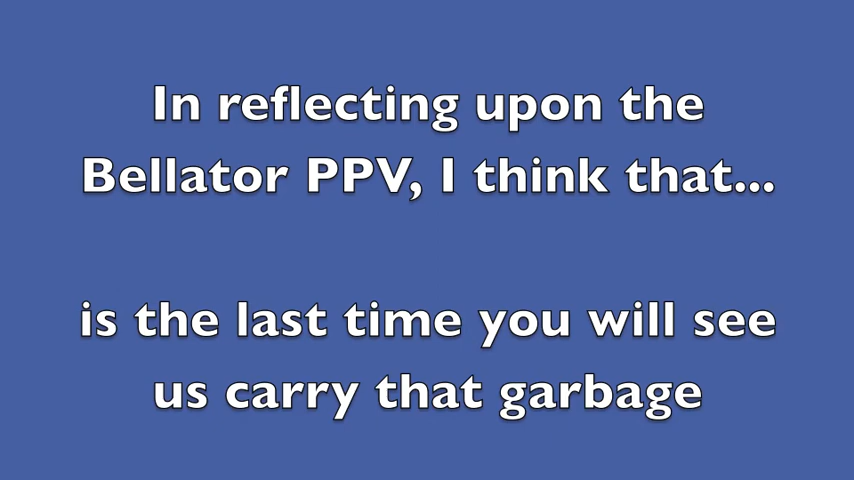 In reflecting upon the
Bellator PPV, I think that...
is the last time you will see
us carry that garbage